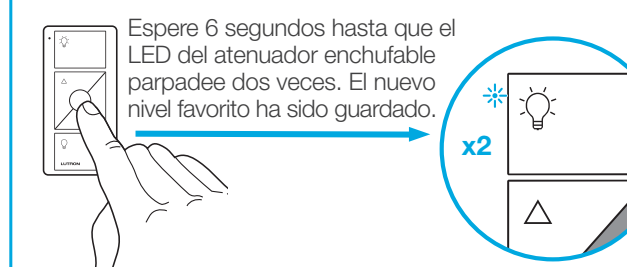 Espere 6 segundos hasta que el
LED del atenuador enchufable
parpadee dos veces. El nuevo
nivel favorito ha sido guardado.
x2
LUTRON